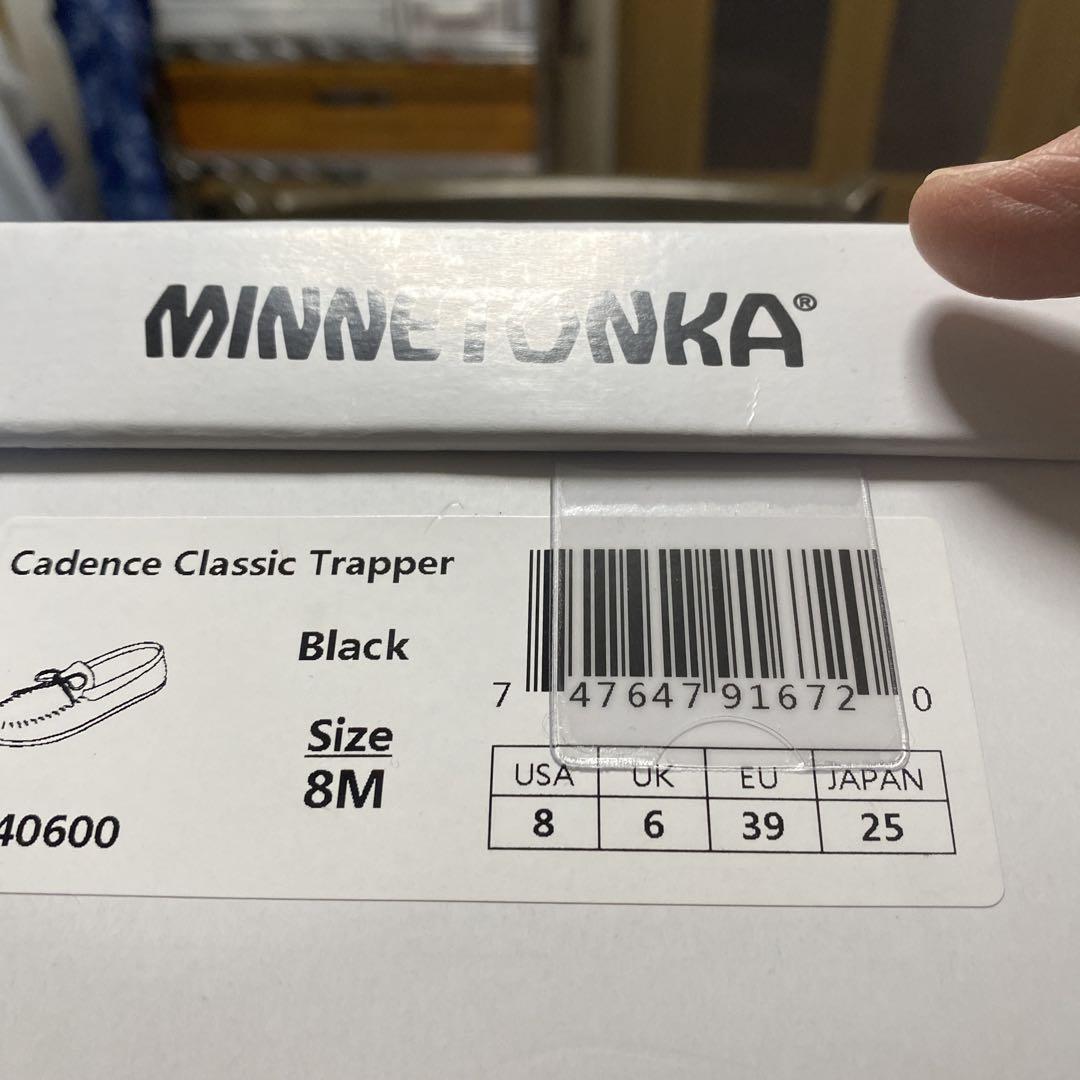 MINNETONKA®
Cadence Classic Trapper
Black
Size
8M
40600
7 47647 91672 0
USA UK EU JAPAN
8 6 39 25